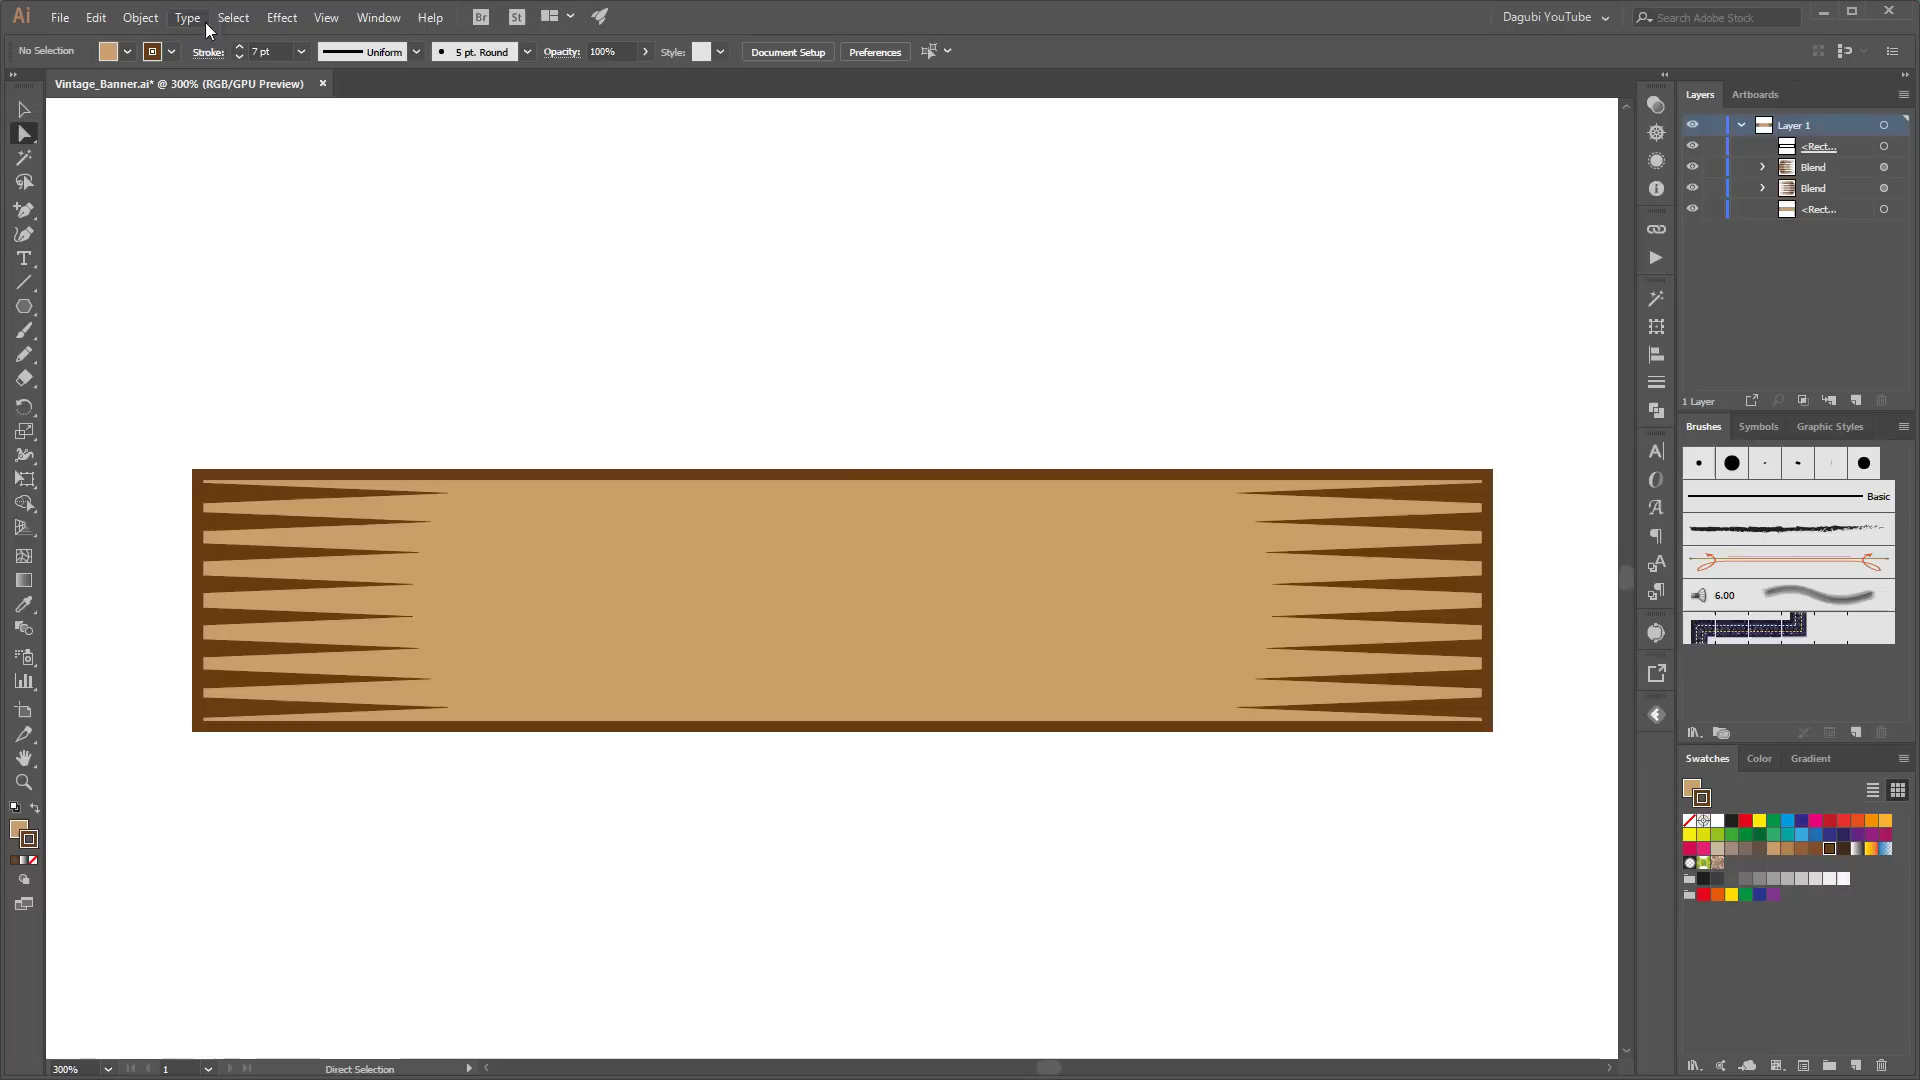 Ai File Edit Object Type Select Effect View Window Help Br St Dagubi YouTube Search Adobe Stock
No Selection Stroke: 7 pt Uniform 5 pt. Round Opacity: 100% Style: Document Setup Preferences
Vintage_Banner.ai* @ 300% (RGB/GPU Preview) ×
Layers Artboards
Layer 1
<Rect...
Blend
Blend
<Rect...
1 Layer
Brushes Symbols Graphic Styles
Basic
6.00
Swatches Color Gradient
300% 1 Direct Selection